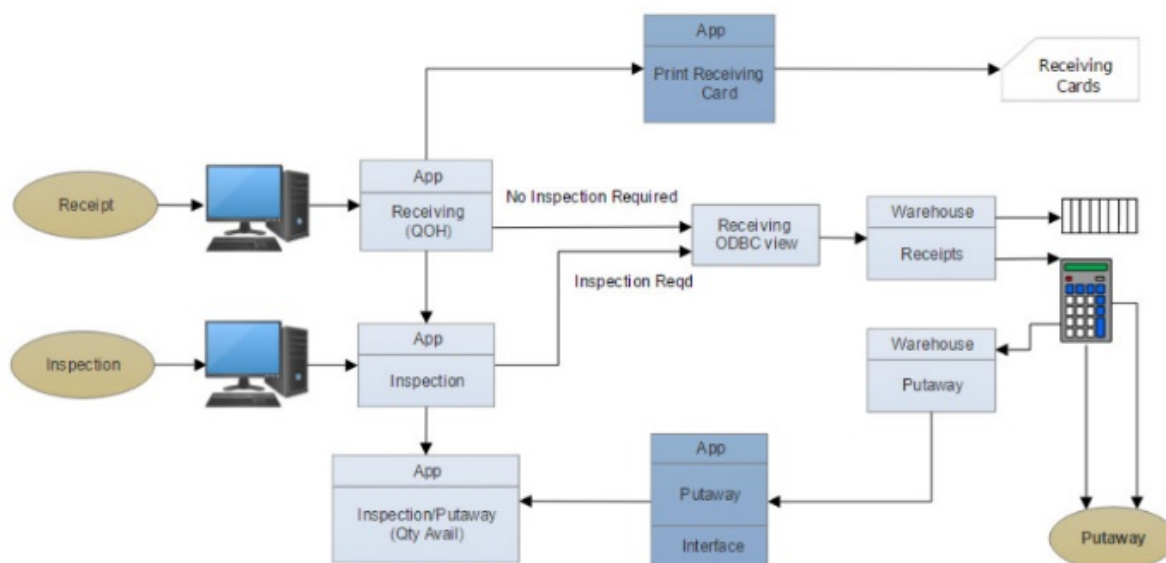 App
Print Receiving
Card
Receiving
Cards
Receipt
App
Receiving
(QOH)
No Inspection Required
Receiving
ODBC view
Warehouse
Receipts
Inspection Reqd
Inspection
App
Inspection
Warehouse
Putaway
App
Inspection/Putaway
(Qty Avail)
App
Putaway
Interface
Putaway